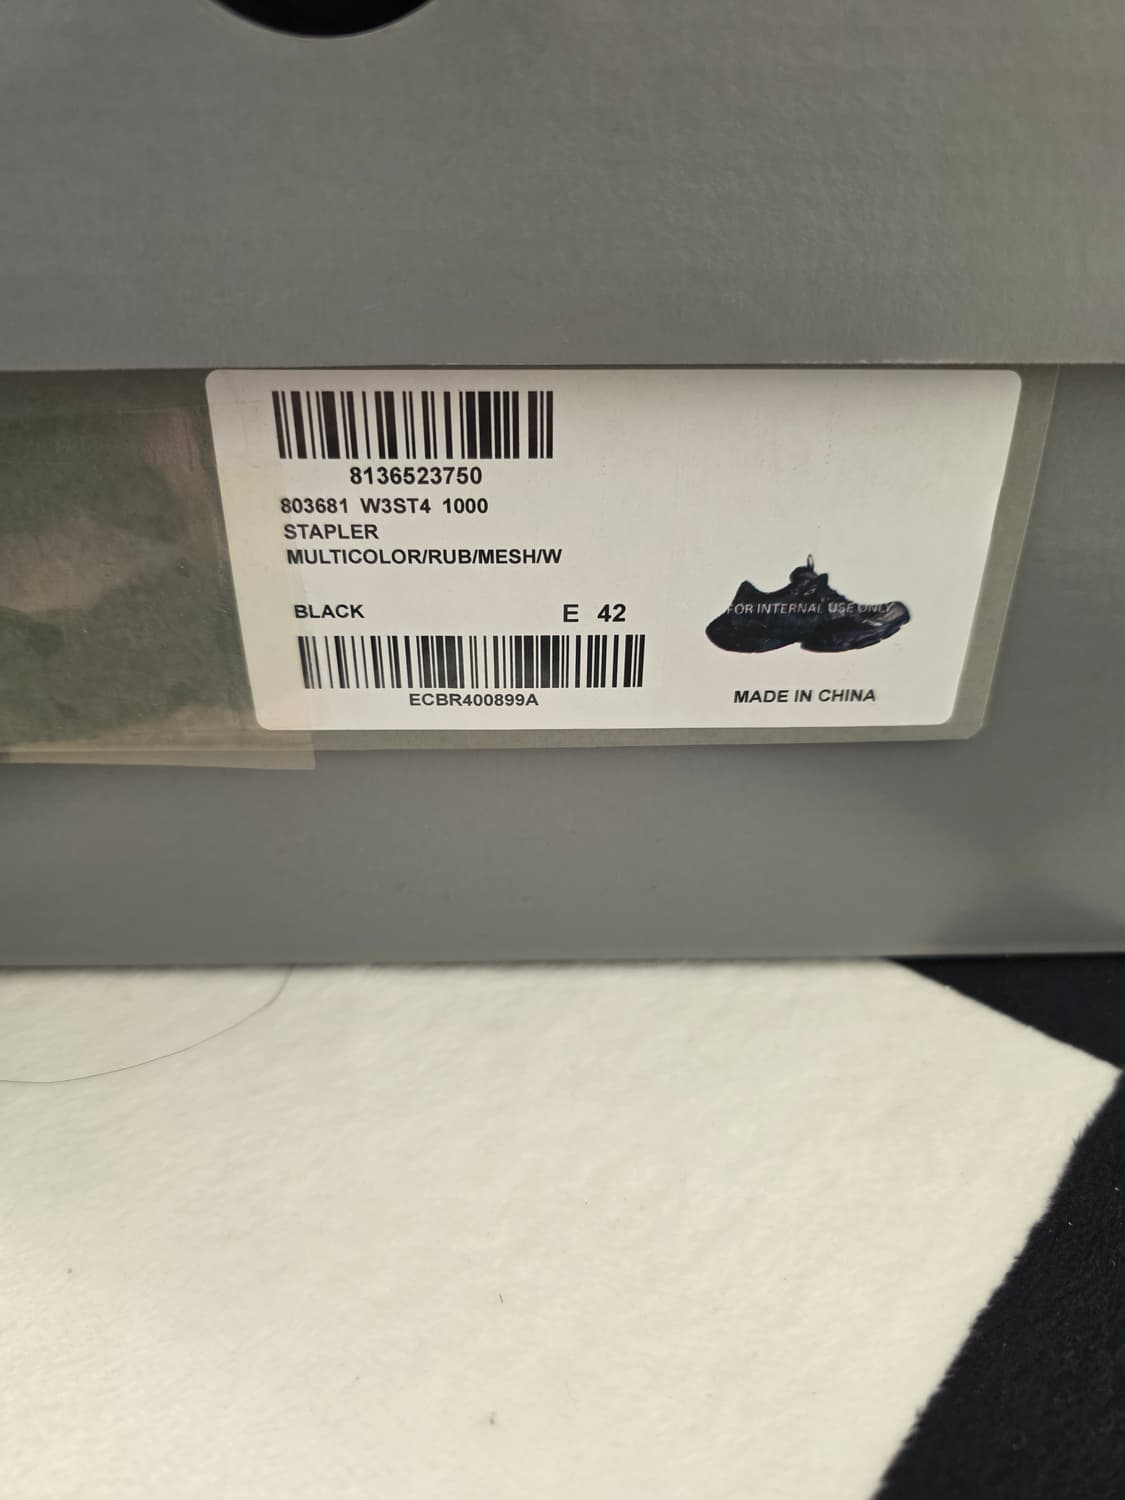 8136523750
803681 W3ST4 1000
STAPLER
MULTICOLOR/RUB/MESH/W
BLACK E 42
ECBR400899A
FOR INTERNAL USE ONLY
MADE IN CHINA